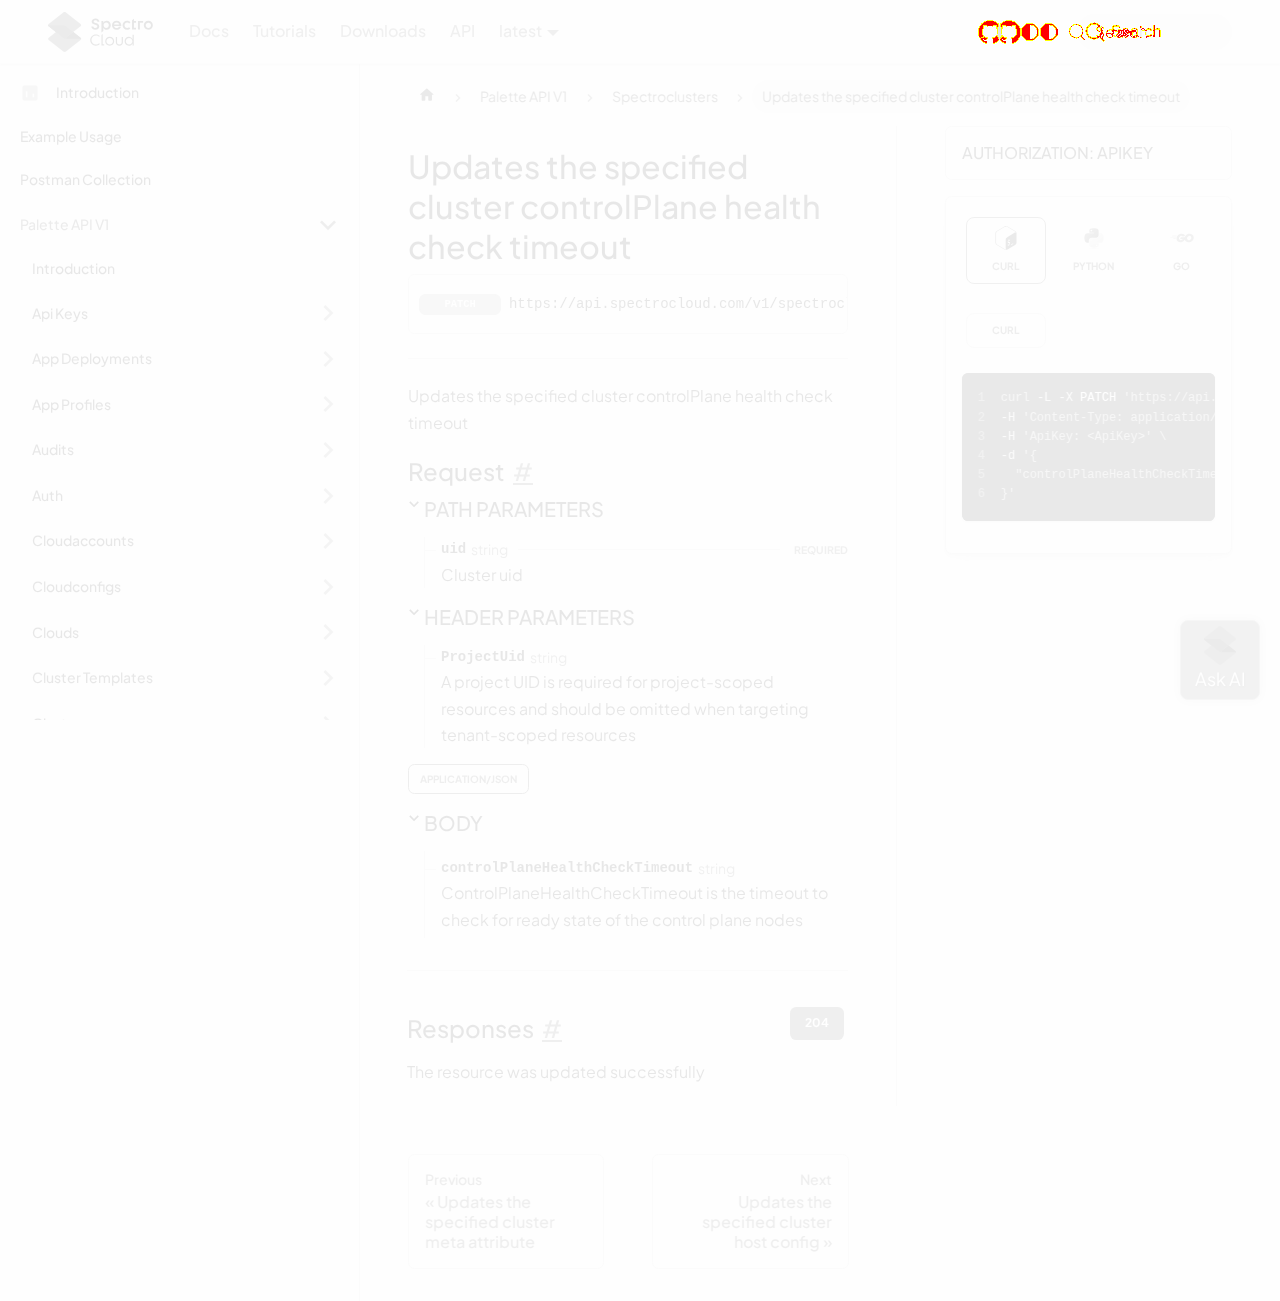 Spectro
Cloud
Docs
Tutorials
Downloads
API
latest
Introduction
Example Usage
Postman Collection
Palette API V1
Introduction
Api Keys
App Deployments
App Profiles
Audits
Auth
Cloudaccounts
Cloudconfigs
Clouds
Cluster Templates
Palette API V1
Spectroclusters
Updates the specified cluster controlPlane health check timeout
Updates the specified
cluster controlPlane health
check timeout
PATCH
https://api.spectrocloud.com/v1/spectroc
Updates the specified cluster controlPlane health check
timeout
Request #
PATH PARAMETERS
uid string REQUIRED
Cluster uid
HEADER PARAMETERS
ProjectUid string
A project UID is required for project-scoped
resources and should be omitted when targeting
tenant-scoped resources
APPLICATION/JSON
BODY
controlPlaneHealthCheckTimeout string
ControlPlaneHealthCheckTimeout is the timeout to
check for ready state of the control plane nodes
Responses #
204
The resource was updated successfully
Previous
« Updates the
specified cluster
meta attribute
Next
Updates the
specified cluster
host config »
AUTHORIZATION: APIKEY
CURL
PYTHON
GO
CURL
1 curl -L -X PATCH 'https://api.
2 -H 'Content-Type: application/
3 -H 'ApiKey: <ApiKey>' \
4 -d '{
5 "controlPlaneHealthCheckTime
6 }'
Ask AI